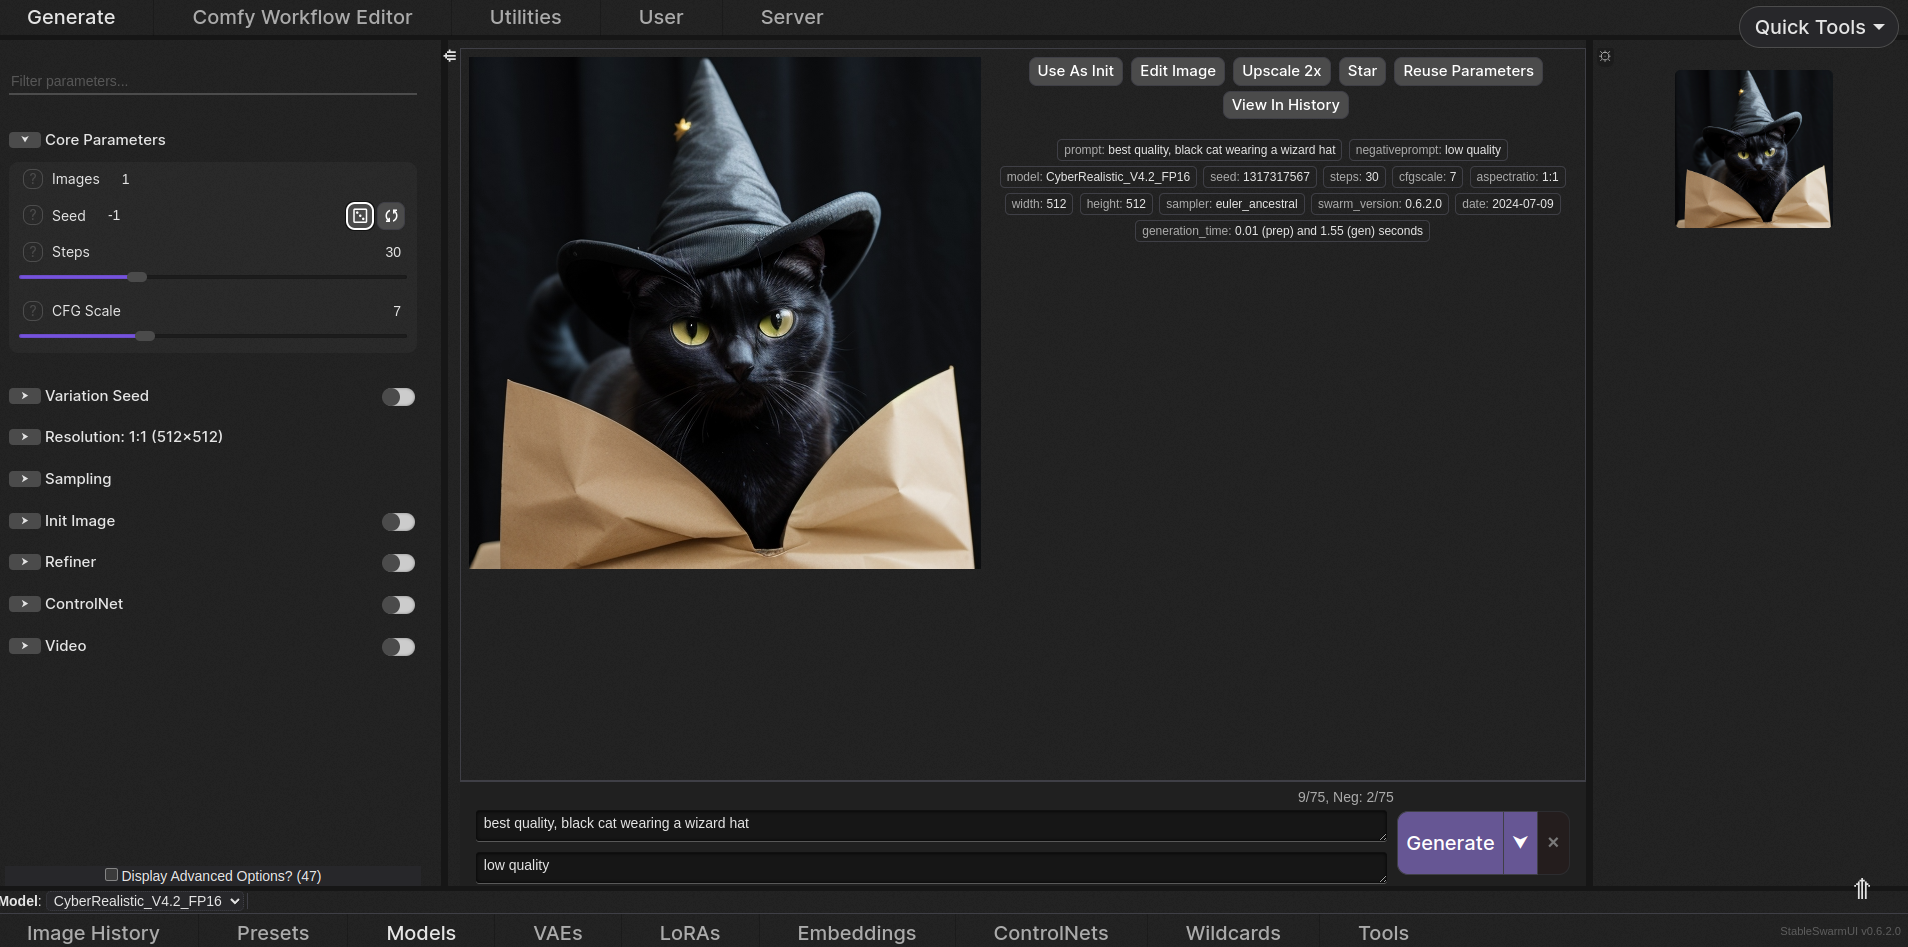 Generate Comfy Workflow Editor Utilities User Server Quick Tools
Filter parameters...
Core Parameters
? Images 1
? Seed -1
? Steps 30
? CFG Scale 7
Variation Seed
Resolution: 1:1 (512×512)
Sampling
Init Image
Refiner
ControlNet
Video
Display Advanced Options? (47)
Use As Init Edit Image Upscale 2x Star Reuse Parameters
View In History
prompt: best quality, black cat wearing a wizard hat negativeprompt: low quality
model: CyberRealistic_V4.2_FP16 seed: 1317317567 steps: 30 cfgscale: 7 aspectratio: 1:1
width: 512 height: 512 sampler: euler_ancestral swarm_version: 0.6.2.0 date: 2024-07-09
generation_time: 0.01 (prep) and 1.55 (gen) seconds
9/75, Neg: 2/75
best quality, black cat wearing a wizard hat
low quality
Generate
Model: CyberRealistic_V4.2_FP16
Image History Presets Models VAEs LoRAs Embeddings ControlNets Wildcards Tools StableSwarmUI v0.6.2.0